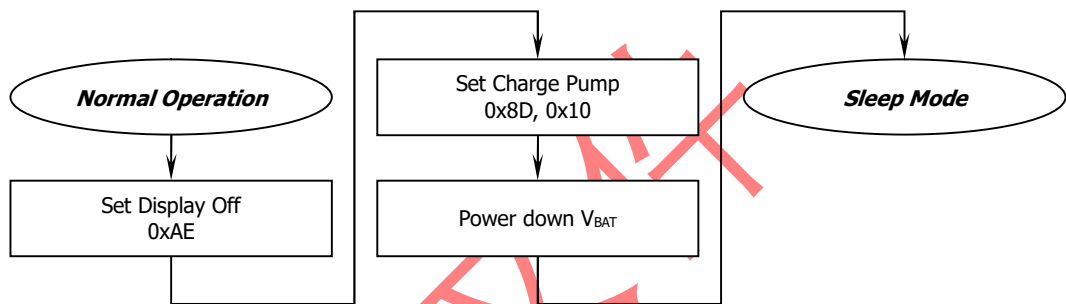 Normal Operation
Set Display Off
0xAE
Set Charge Pump
0x8D, 0x10
Power down VBAT
Sleep Mode